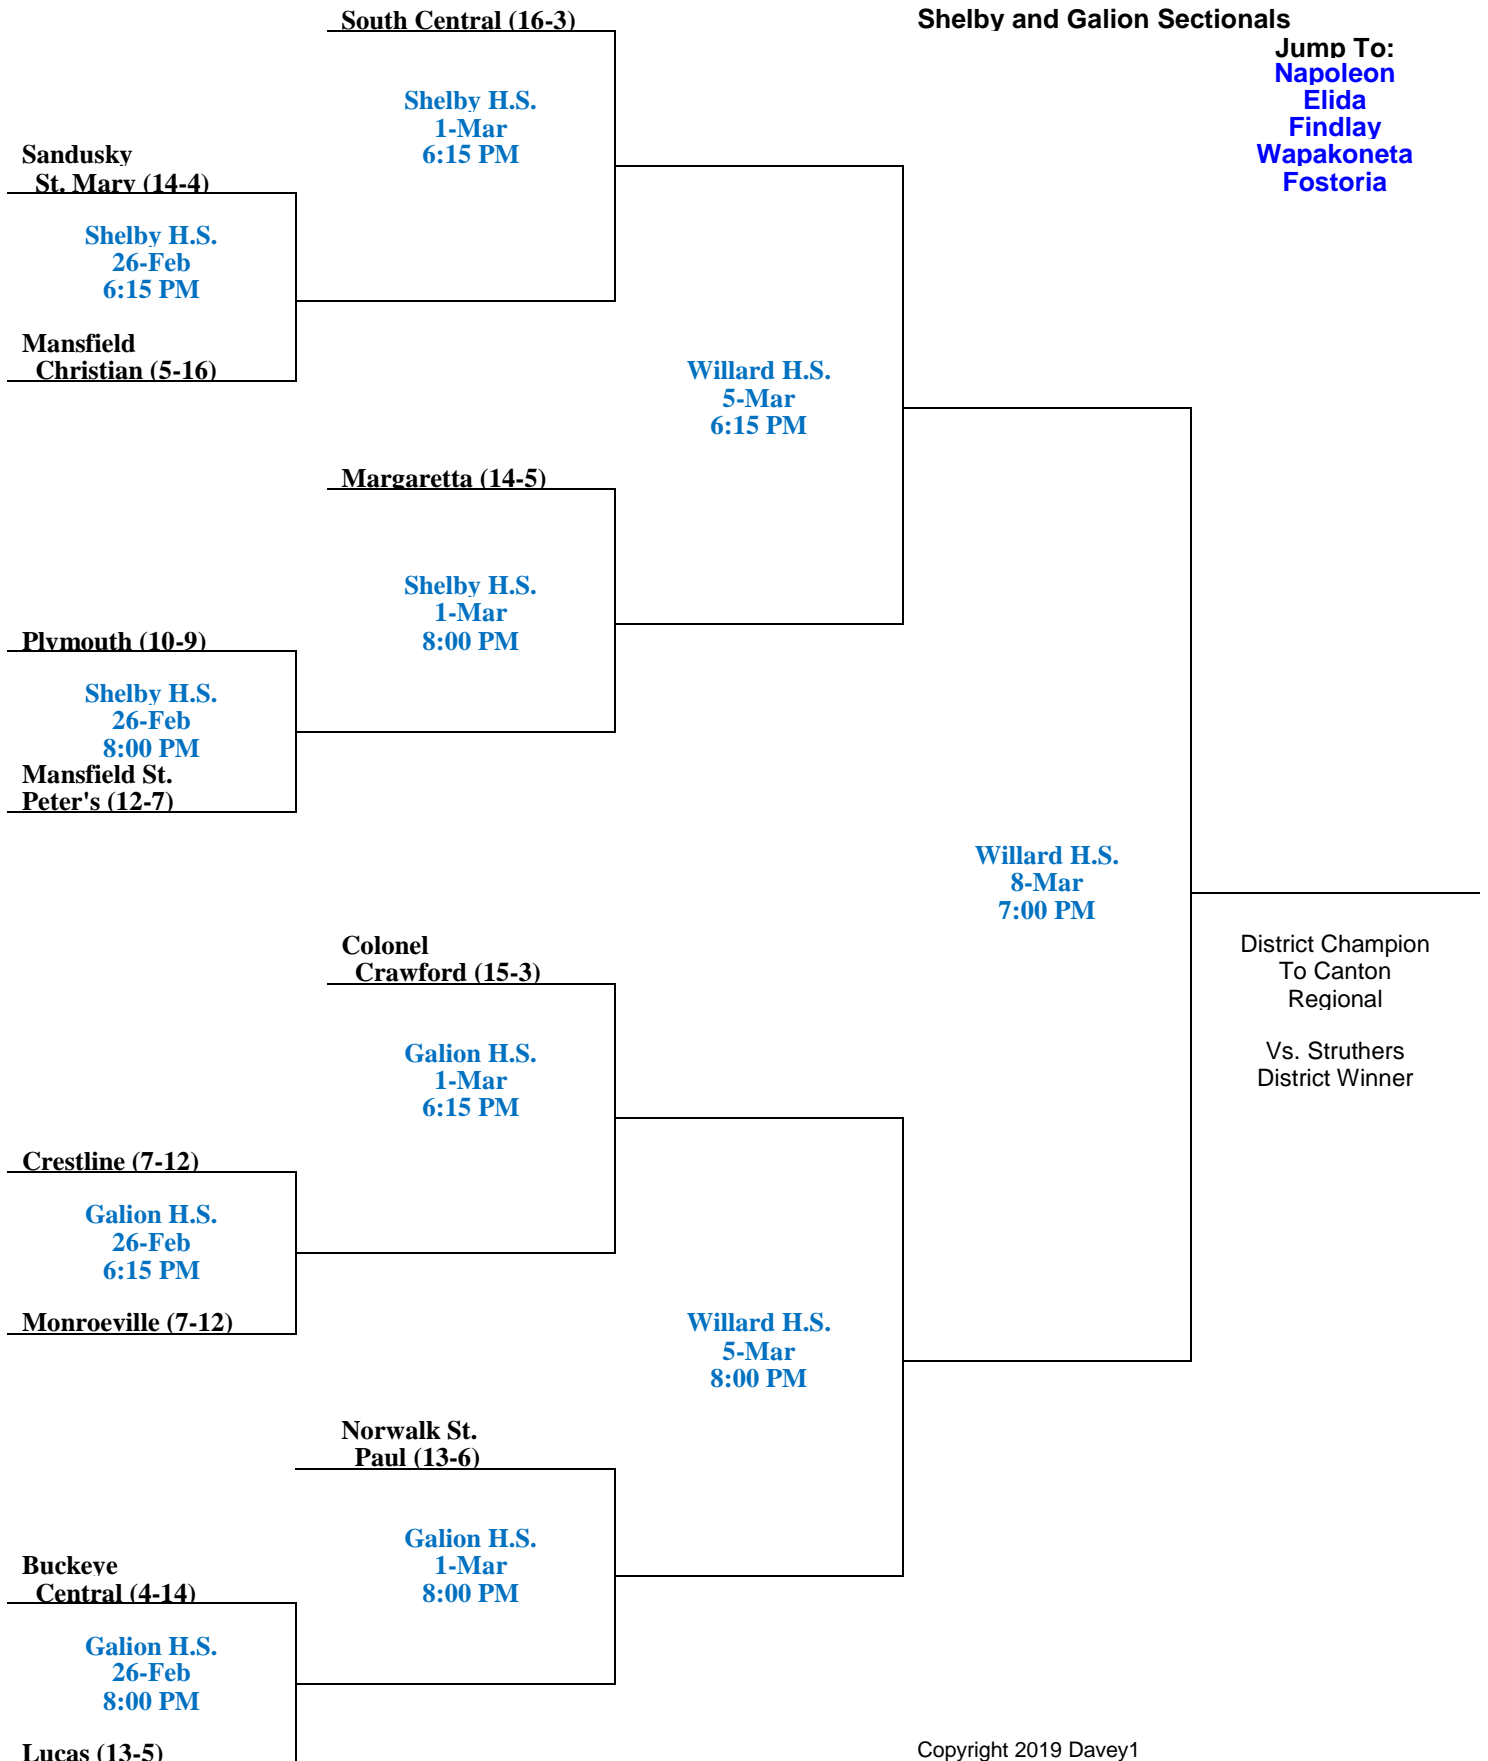 South Central (16-3)
Shelby and Galion Sectionals
Jump To:
Napoleon
Elida
Findlay
Wapakoneta
Fostoria
Shelby H.S.
1-Mar
6:15 PM
Sandusky
St. Mary (14-4)
Shelby H.S.
26-Feb
6:15 PM
Mansfield
Christian (5-16)
Willard H.S.
5-Mar
6:15 PM
Margaretta (14-5)
Shelby H.S.
1-Mar
8:00 PM
Plymouth (10-9)
Shelby H.S.
26-Feb
8:00 PM
Mansfield St.
Peter's (12-7)
Willard H.S.
8-Mar
7:00 PM
District Champion
To Canton
Regional
Vs. Struthers
District Winner
Colonel
Crawford (15-3)
Galion H.S.
1-Mar
6:15 PM
Crestline (7-12)
Galion H.S.
26-Feb
6:15 PM
Monroeville (7-12)
Willard H.S.
5-Mar
8:00 PM
Norwalk St.
Paul (13-6)
Galion H.S.
1-Mar
8:00 PM
Buckeye
Central (4-14)
Galion H.S.
26-Feb
8:00 PM
Lucas (13-5)
Copyright 2019 Davey1